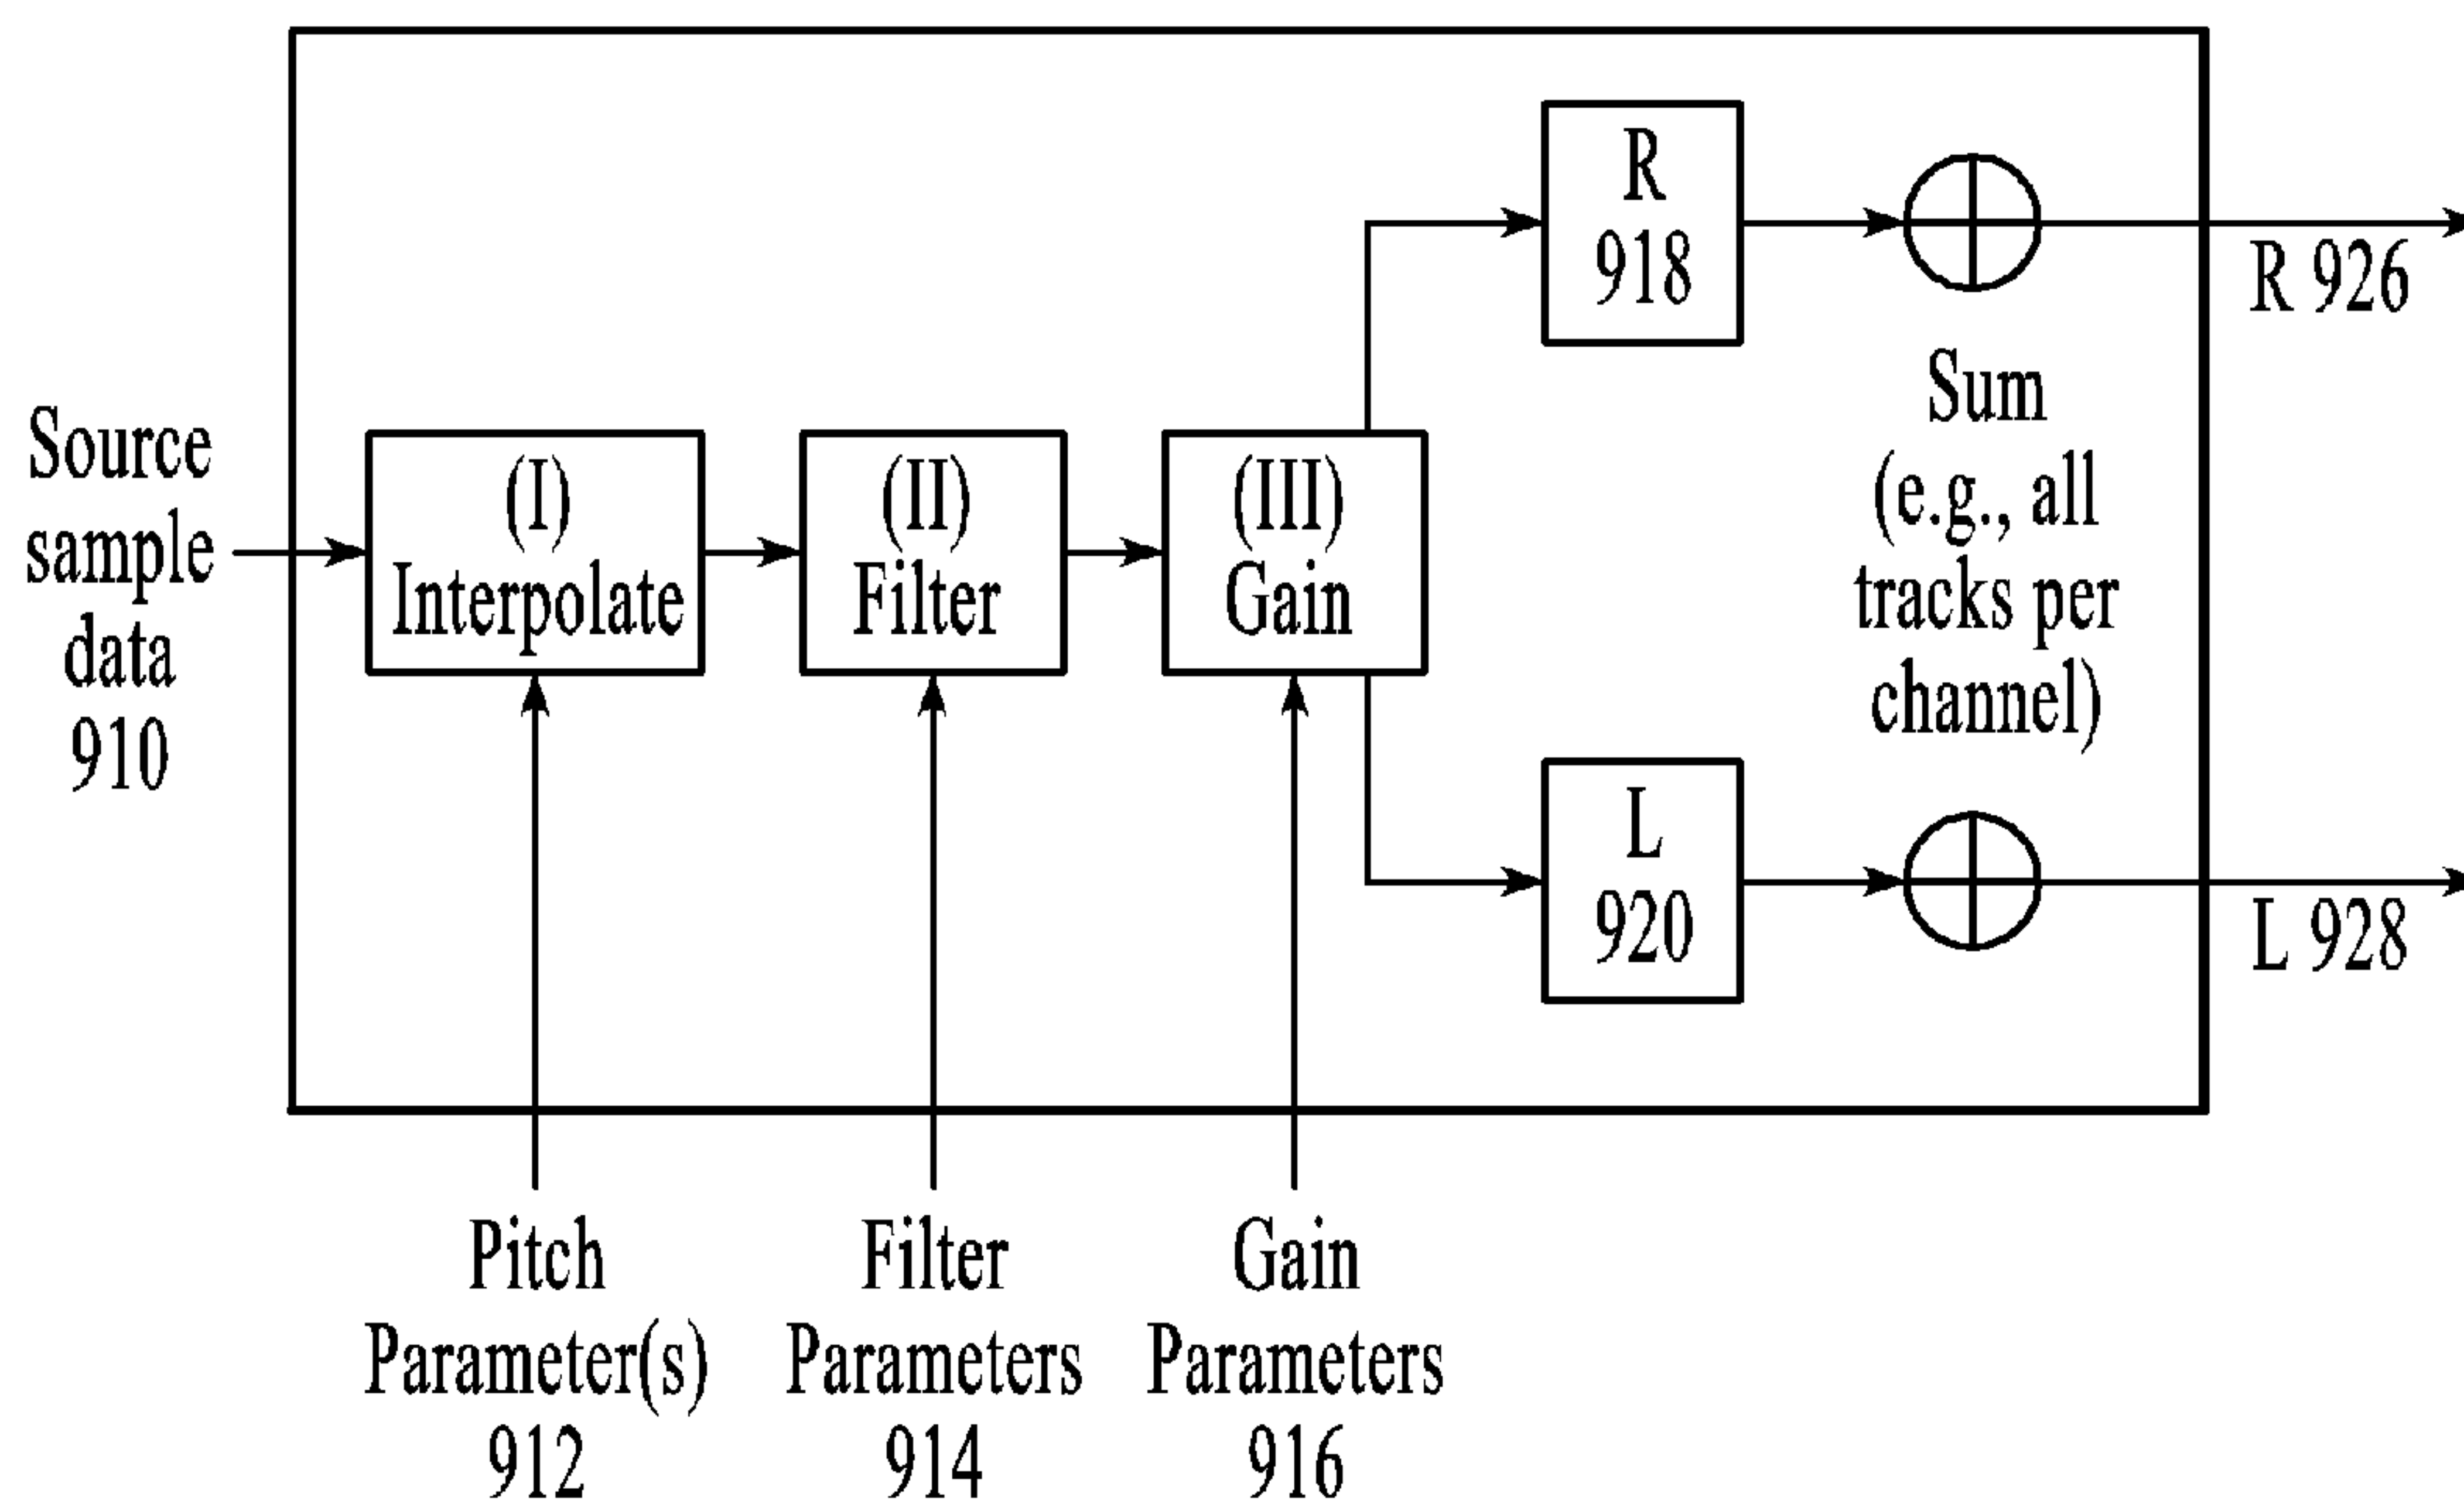 R
918
R 926
Sum
(e.g., all
tracks per
channel)
Source
sample
data
910
(I)
Interpolate
(II)
Filter
(III)
Gain
L
920
L 928
Pitch
Parameter(s)
912
Filter
Parameters
914
Gain
Parameters
916